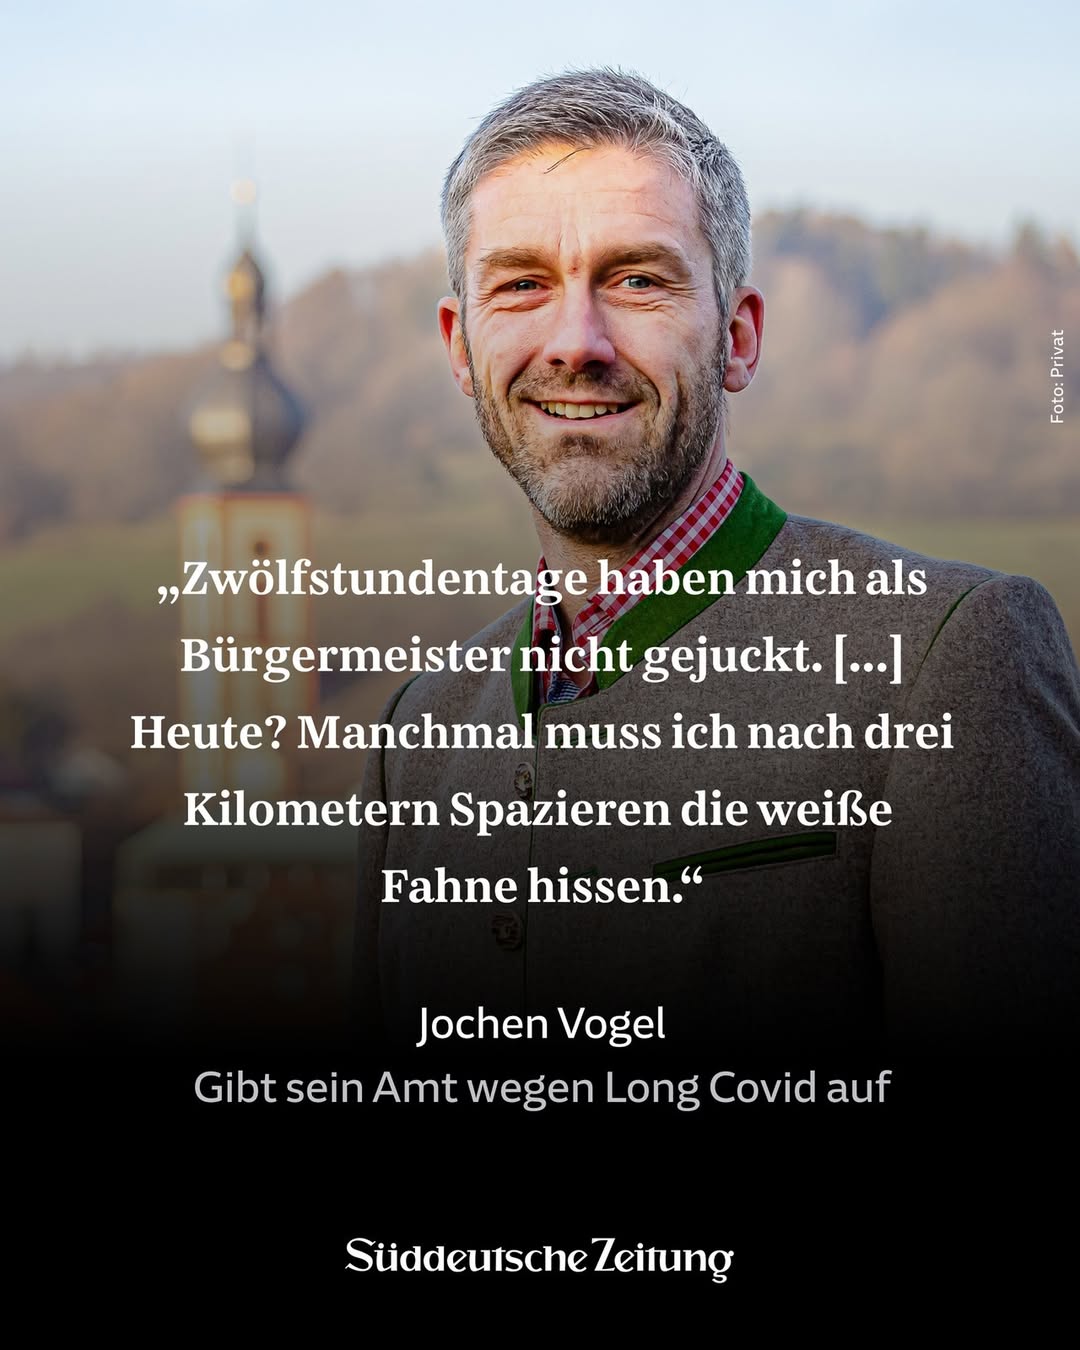 Foto: Privat
„Zwölfstundentage haben mich als
Bürgermeister nicht gejuckt. [...]
Heute? Manchmal muss ich nach drei
Kilometern Spazieren die weiße
Fahne hissen.“
Jochen Vogel
Gibt sein Amt wegen Long Covid auf
Süddeutsche Zeitung